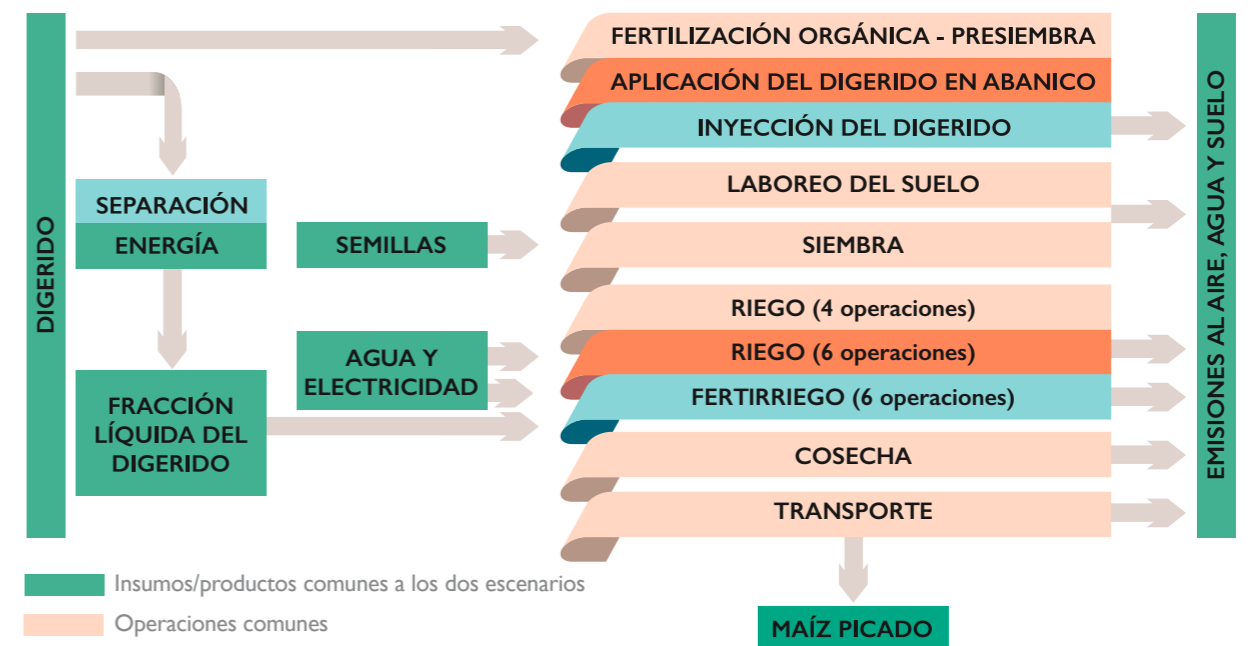 DIGERIDO
SEPARACIÓN
ENERGÍA
FRACCIÓN
LÍQUIDA DEL
DIGERIDO
SEMILLAS
AGUA Y
ELECTRICIDAD
FERTILIZACIÓN ORGÁNICA - PRESIEMBRA
APLICACIÓN DEL DIGERIDO EN ABANICO
INYECCIÓN DEL DIGERIDO
LABOREO DEL SUELO
SIEMBRA
RIEGO (4 operaciones)
RIEGO (6 operaciones)
FERTIRRIEGO (6 operaciones)
COSECHA
TRANSPORTE
MAÍZ PICADO
EMISIONES AL AIRE, AGUA Y SUELO
Insumos/productos comunes a los dos escenarios
Operaciones comunes